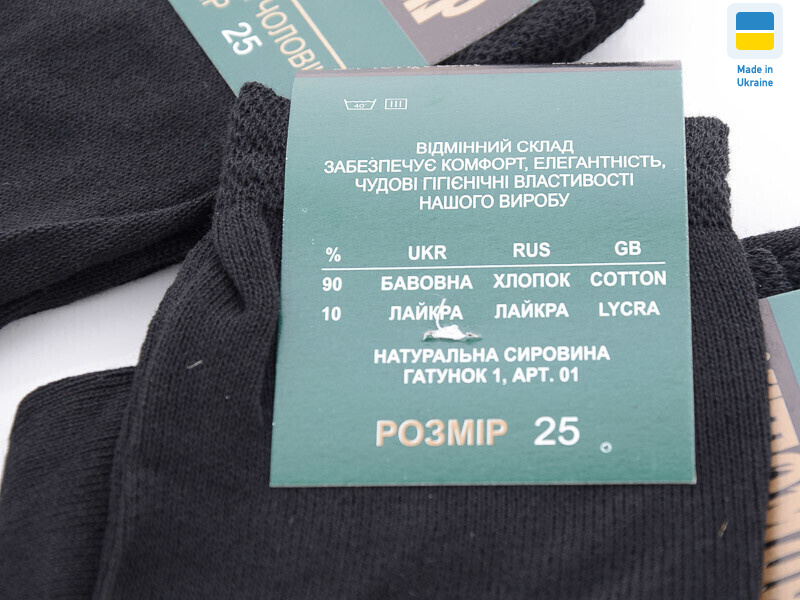 ЧОЛОВІ
25
Made in
Ukraine
40
ВІДМІННИЙ СКЛАД
ЗАБЕЗПЕЧУЄ КОМФОРТ, ЕЛЕГАНТНІСТЬ,
ЧУДОВІ ГІГІЄНІЧНІ ВЛАСТИВОСТІ
НАШОГО ВИРОБУ
% UKR RUS GB
90 БАВОВНА ХЛОПОК COTTON
10 ЛАЙКРА ЛАЙКРА LYCRA
НАТУРАЛЬНА СИРОВИНА
ГАТУНОК 1, АРТ. 01
РОЗМІР 25